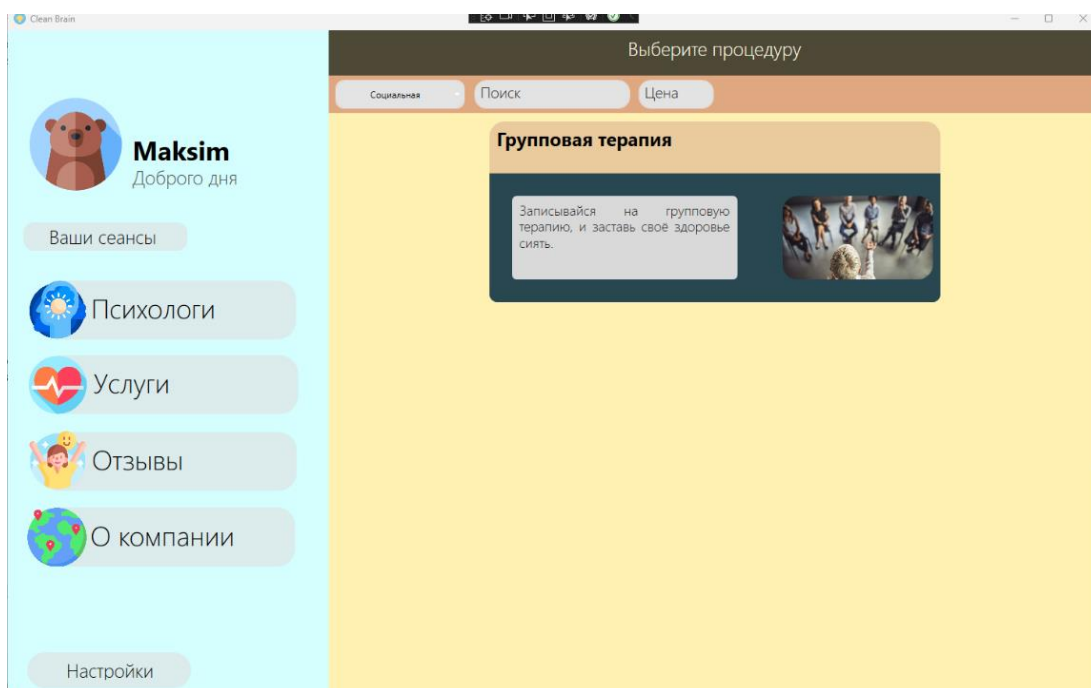 Clean Brain
Выберите процедуру
Социальная
Поиск
Цена
Maksim
Доброго дня
Ваши сеансы
Психологи
Услуги
Отзывы
О компании
Настройки
Групповая терапия
Записывайся на групповую
терапию, и заставь своё здоровье
сиять.